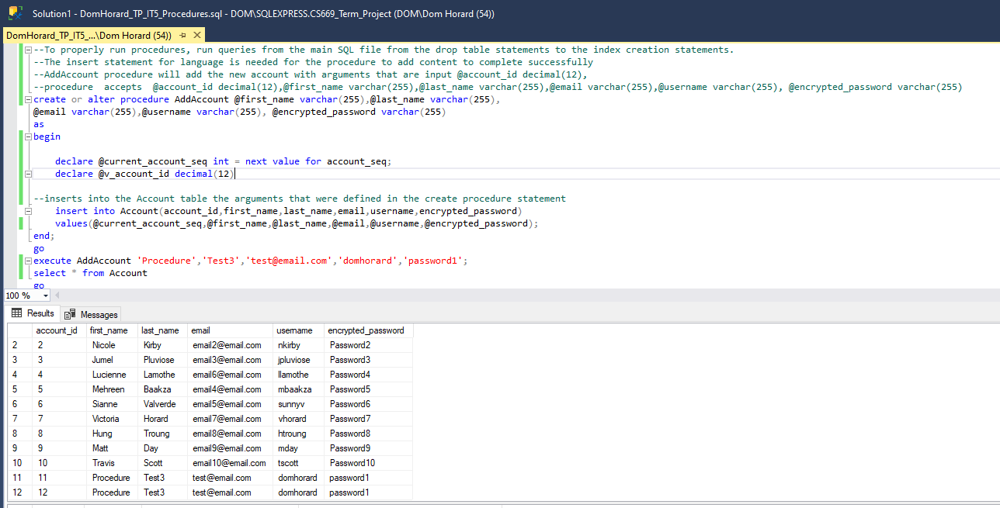 Solution1 - DomHorard_TP_IT5_Procedures.sql - DOM\SQLEXPRESS.CS669_Term_Project (DOM\Dom Horard (54))
DomHorard_TP_IT5_...\Dom Horard (54))
--To properly run procedures, run queries from the main SQL file from the drop table statements to the index creation statements.
--The insert statement for language is needed for the procedure to add content to complete successfully
--AddAccount procedure will add the new account with arguments that are input @account_id decimal(12),
--procedure  accepts  @account_id decimal(12),@first_name varchar(255),@last_name varchar(255),@email varchar(255),@username varchar(255), @encrypted_password varchar(255)
create or alter procedure AddAccount @first_name varchar(255),@last_name varchar(255),
@email varchar(255),@username varchar(255), @encrypted_password varchar(255)
as
begin
declare @current_account_seq int = next value for account_seq;
declare @v_account_id decimal(12)
--inserts into the Account table the arguments that were defined in the create procedure statement
insert into Account(account_id,first_name,last_name,email,username,encrypted_password)
values(@current_account_seq,@first_name,@last_name,@email,@username,@encrypted_password);
end;
go
execute AddAccount 'Procedure','Test3','test@email.com','domhorard','password1';
select * from Account
go
100 %
Results Messages
account_id first_name last_name email username encrypted_password
2 2 Nicole Kirby email2@email.com nkirby Password2
3 3 Jumel Pluviose email3@email.com jpluviose Password3
4 4 Lucienne Lamothe email6@email.com llamothe Password4
5 5 Mehreen Baakza email4@email.com mbaakza Password5
6 6 Sianne Valverde email5@email.com sunnyv Password6
7 7 Victoria Horard email7@email.com vhorard Password7
8 8 Hung Troung email8@email.com htroung Password8
9 9 Matt Day email9@email.com mday Password9
10 10 Travis Scott email10@email.com tscott Password10
11 11 Procedure Test3 test@email.com domhorard password1
12 12 Procedure Test3 test@email.com domhorard password1